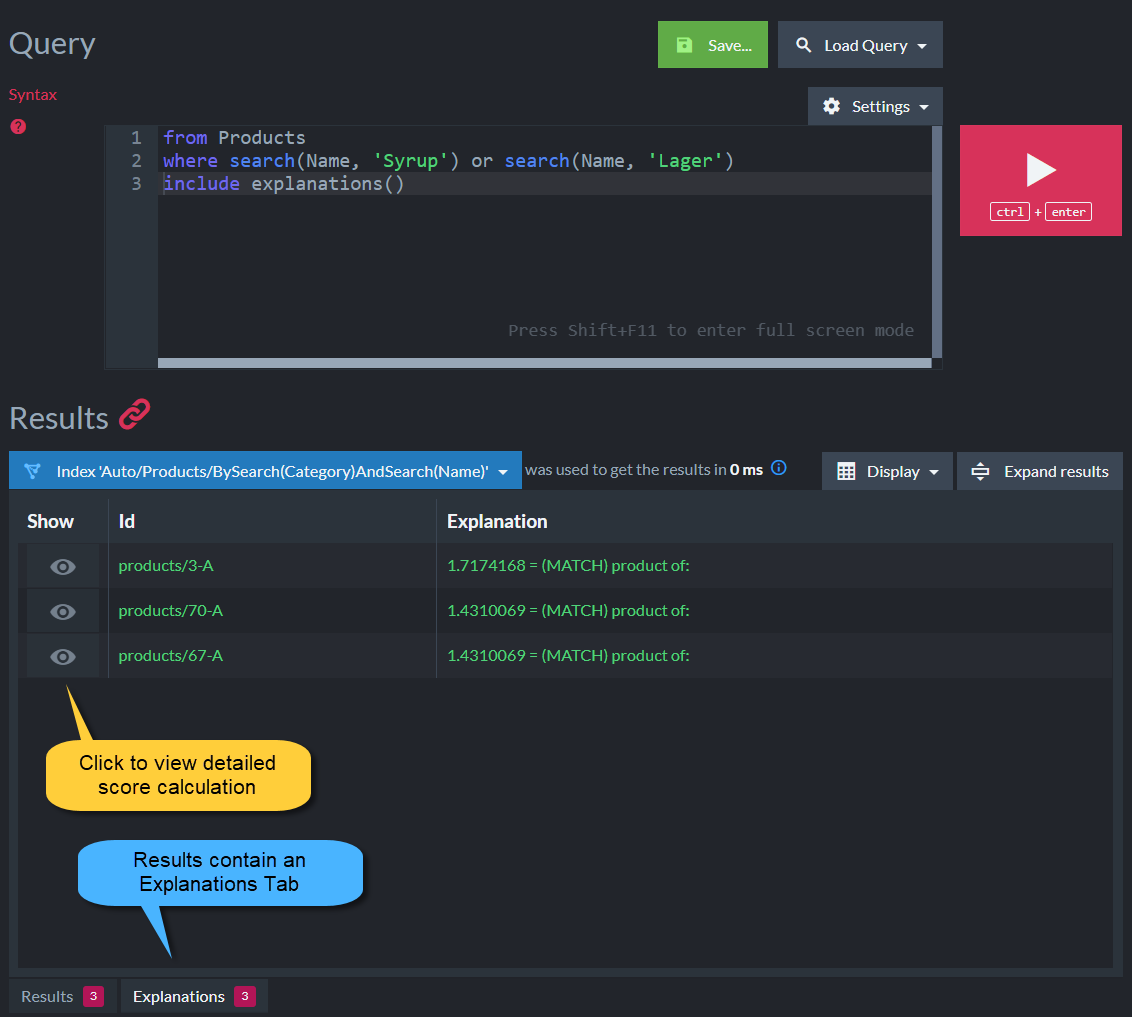 Query
Save...
Load Query
Syntax
?
Settings
1 from Products
2 where search(Name, 'Syrup') or search(Name, 'Lager')
3 include explanations()
ctrl + enter
Press Shift+F11 to enter full screen mode
Results
Index 'Auto/Products/BySearch(Category)AndSearch(Name)' was used to get the results in 0 ms
Display
Expand results
Show Id Explanation
products/3-A 1.7174168 = (MATCH) product of:
products/70-A 1.4310069 = (MATCH) product of:
products/67-A 1.4310069 = (MATCH) product of:
Click to view detailed
score calculation
Results contain an
Explanations Tab
Results 3
Explanations 3